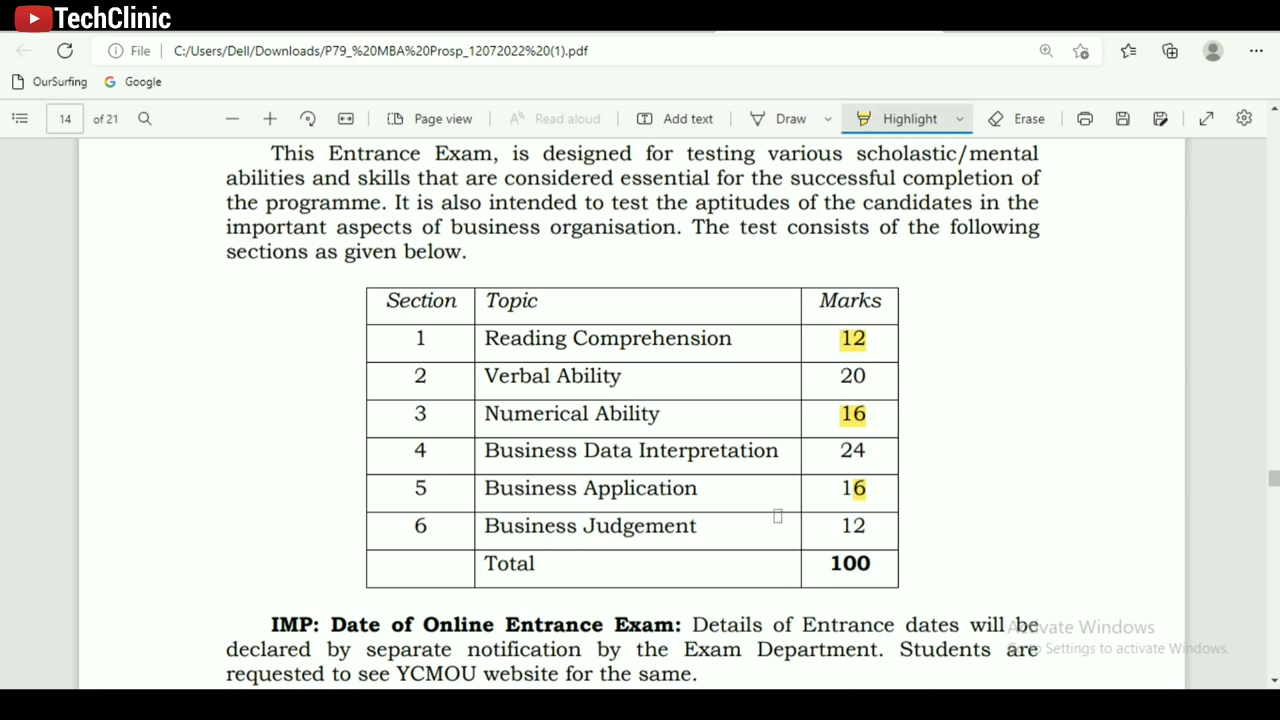 TechClinic
File | C:/Users/Dell/Downloads/P79_%20MBA%20Prosp_12072022%20(1).pdf
OurSurfing Google
14 of 21 Page view Read aloud Add text Draw Highlight Erase
This Entrance Exam, is designed for testing various scholastic/mental
abilities and skills that are considered essential for the successful completion of
the programme. It is also intended to test the aptitudes of the candidates in the
important aspects of business organisation. The test consists of the following
sections as given below.
Section Topic Marks
1 Reading Comprehension 12
2 Verbal Ability 20
3 Numerical Ability 16
4 Business Data Interpretation 24
5 Business Application 16
6 Business Judgement 12
Total 100
IMP: Date of Online Entrance Exam: Details of Entrance dates will be
Activate Windows
declared by separate notification by the Exam Department. Students are
Go to Settings to activate Windows.
requested to see YCMOU website for the same.